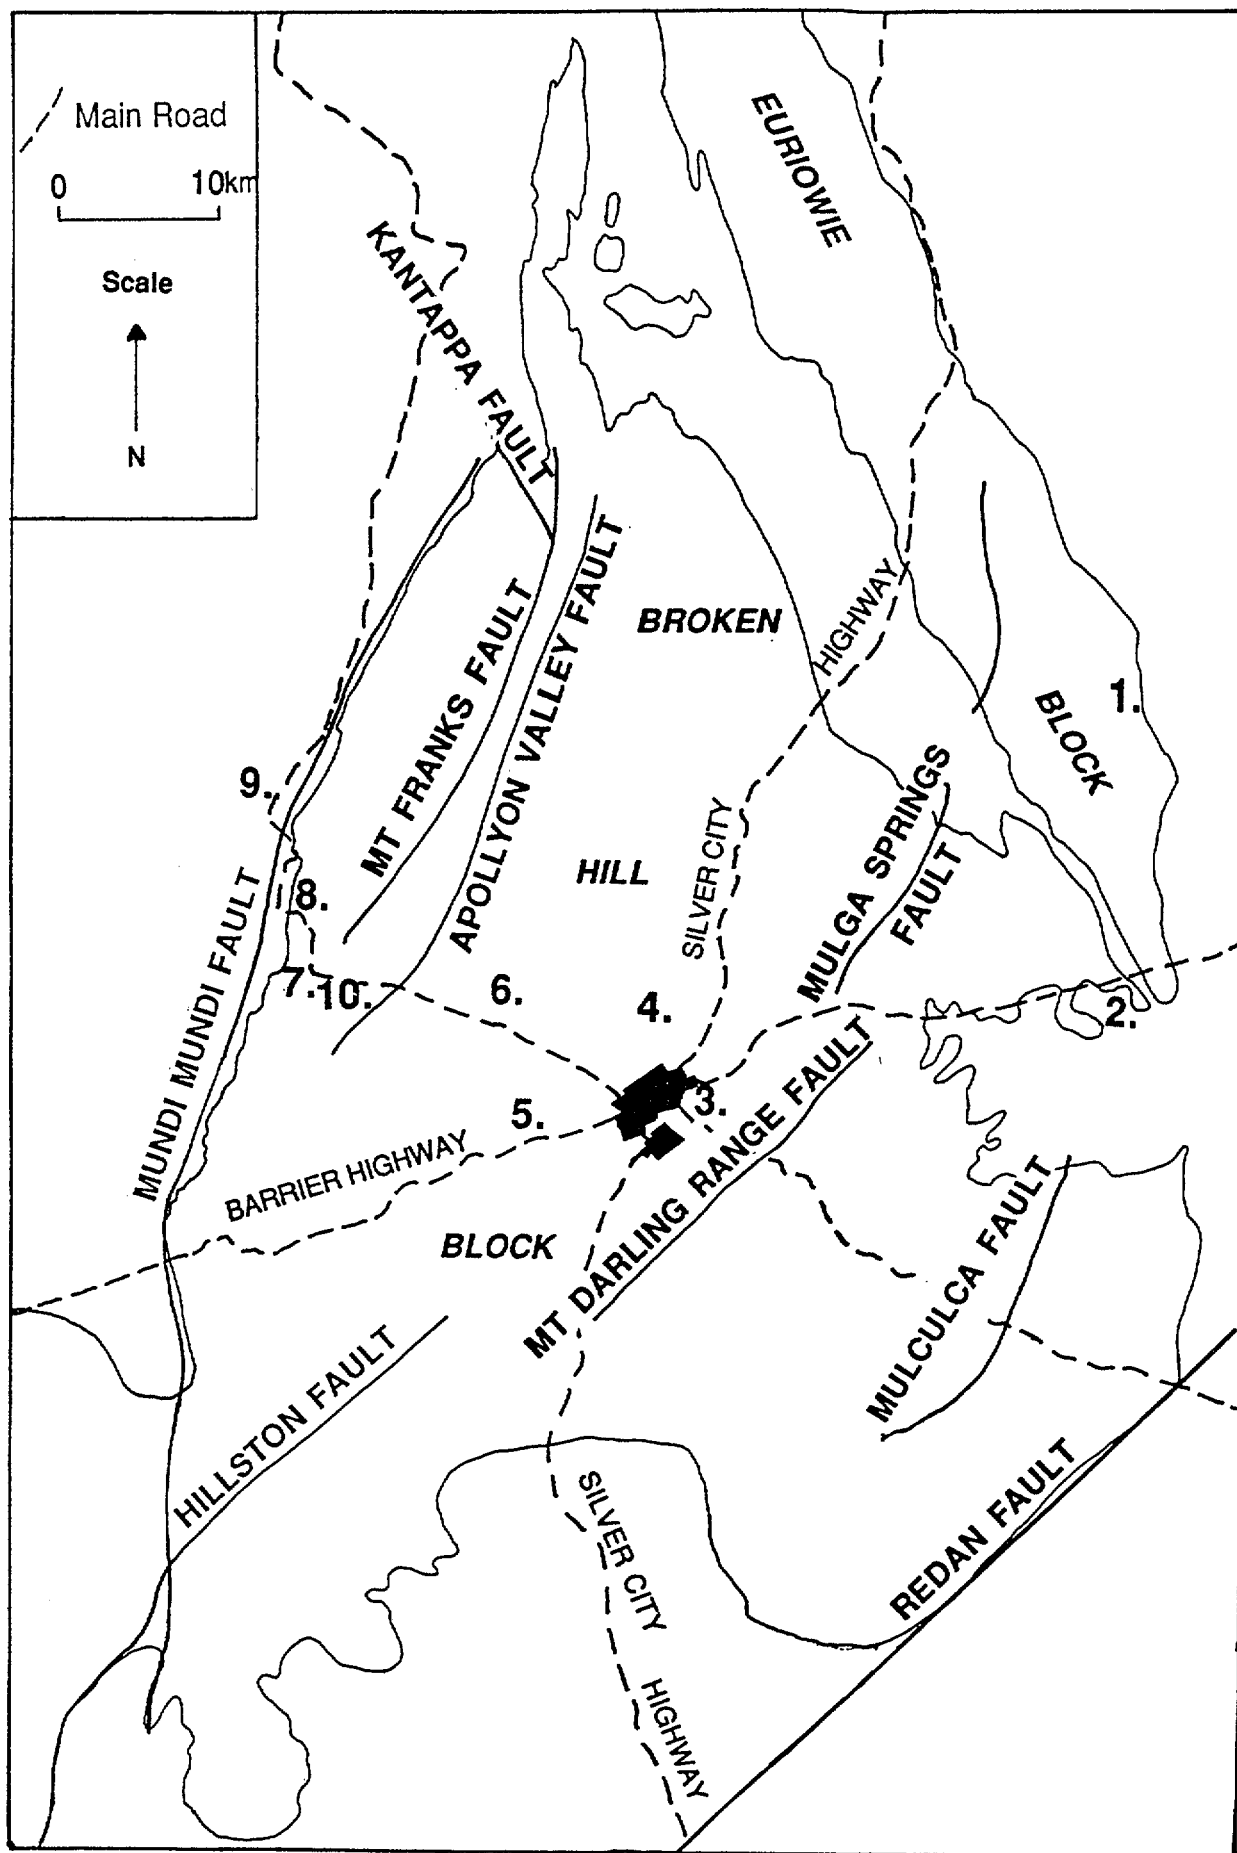 Main Road
0 10km
Scale
N
EURIOWIE
BLOCK
KANTAPPA FAULT
BROKEN
HILL
BLOCK
HIGHWAY
SILVER CITY
MT FRANKS FAULT
APOLLYON VALLEY FAULT
1.
9.
8.
7.
10.
6.
4.
2.
3.
5.
MULGA SPRINGS
FAULT
MUNDI MUNDI FAULT
BARRIER HIGHWAY
MT DARLING RANGE FAULT
MULCULCA FAULT
HILLSTON FAULT
REDAN FAULT
SILVER CITY
HIGHWAY